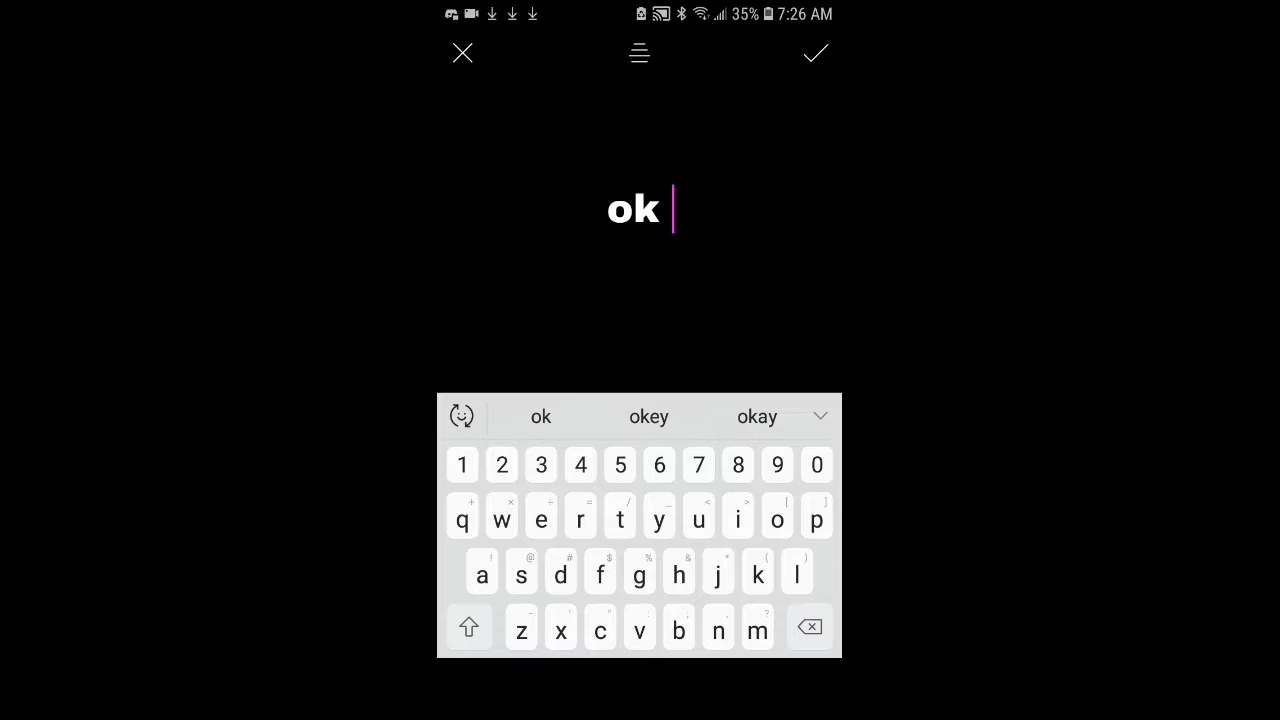 35% 7:26 AM
ok
ok okey okay
1 2 3 4 5 6 7 8 9 0
+ × ÷ = / _ < > [ ]
q w e r t y u i o p
! @ # $ % & * ( )
a s d f g h j k l
- ' " : ; , ?
z x c v b n m